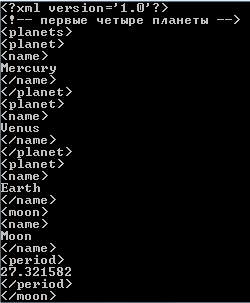 <?xml version='1.0'?>
<!-- первые четыре планеты -->
<planets>
<planet>
<name>
Mercury
</name>
</planet>
<planet>
<name>
Venus
</name>
</planet>
<planet>
<name>
Earth
</name>
<moon>
<name>
Moon
</name>
<period>
27.321582
</period>
</moon>